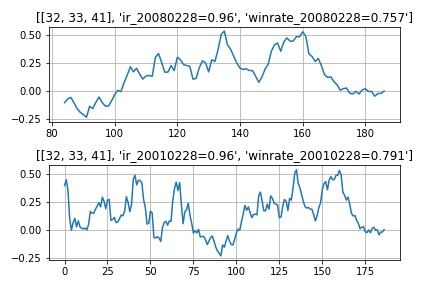 [[32, 33, 41], 'ir_20080228=0.96', 'winrate_20080228=0.757']
0.50
0.25
0.00
−0.25
80 100 120 140 160 180
[[32, 33, 41], 'ir_20010228=0.96', 'winrate_20010228=0.791']
0.50
0.25
0.00
−0.25
0 25 50 75 100 125 150 175